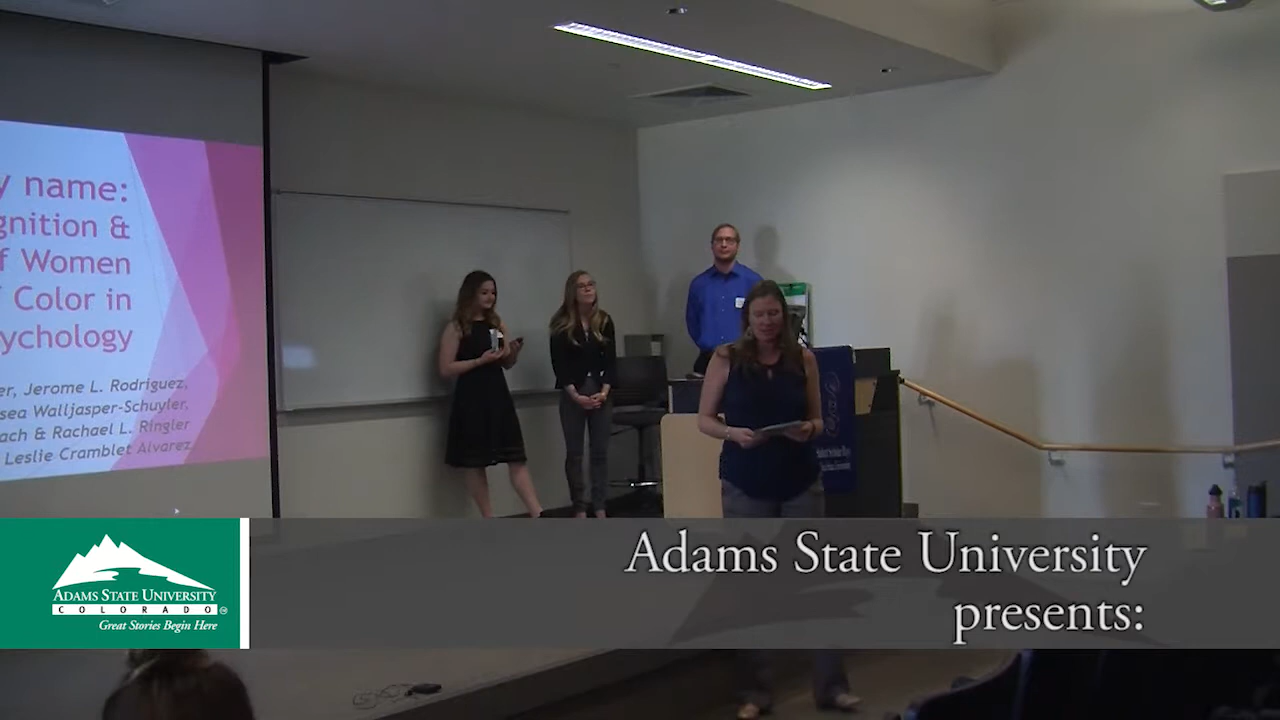 y name:
gnition &
f Women
f Color in
ychology
er, Jerome L. Rodriguez,
sea Walljasper-Schuyler,
ach & Rachael L. Ringler
Leslie Cramblet Alvarez
Adams State University
presents:
ADAMS STATE UNIVERSITY
COLORADO
Great Stories Begin Here